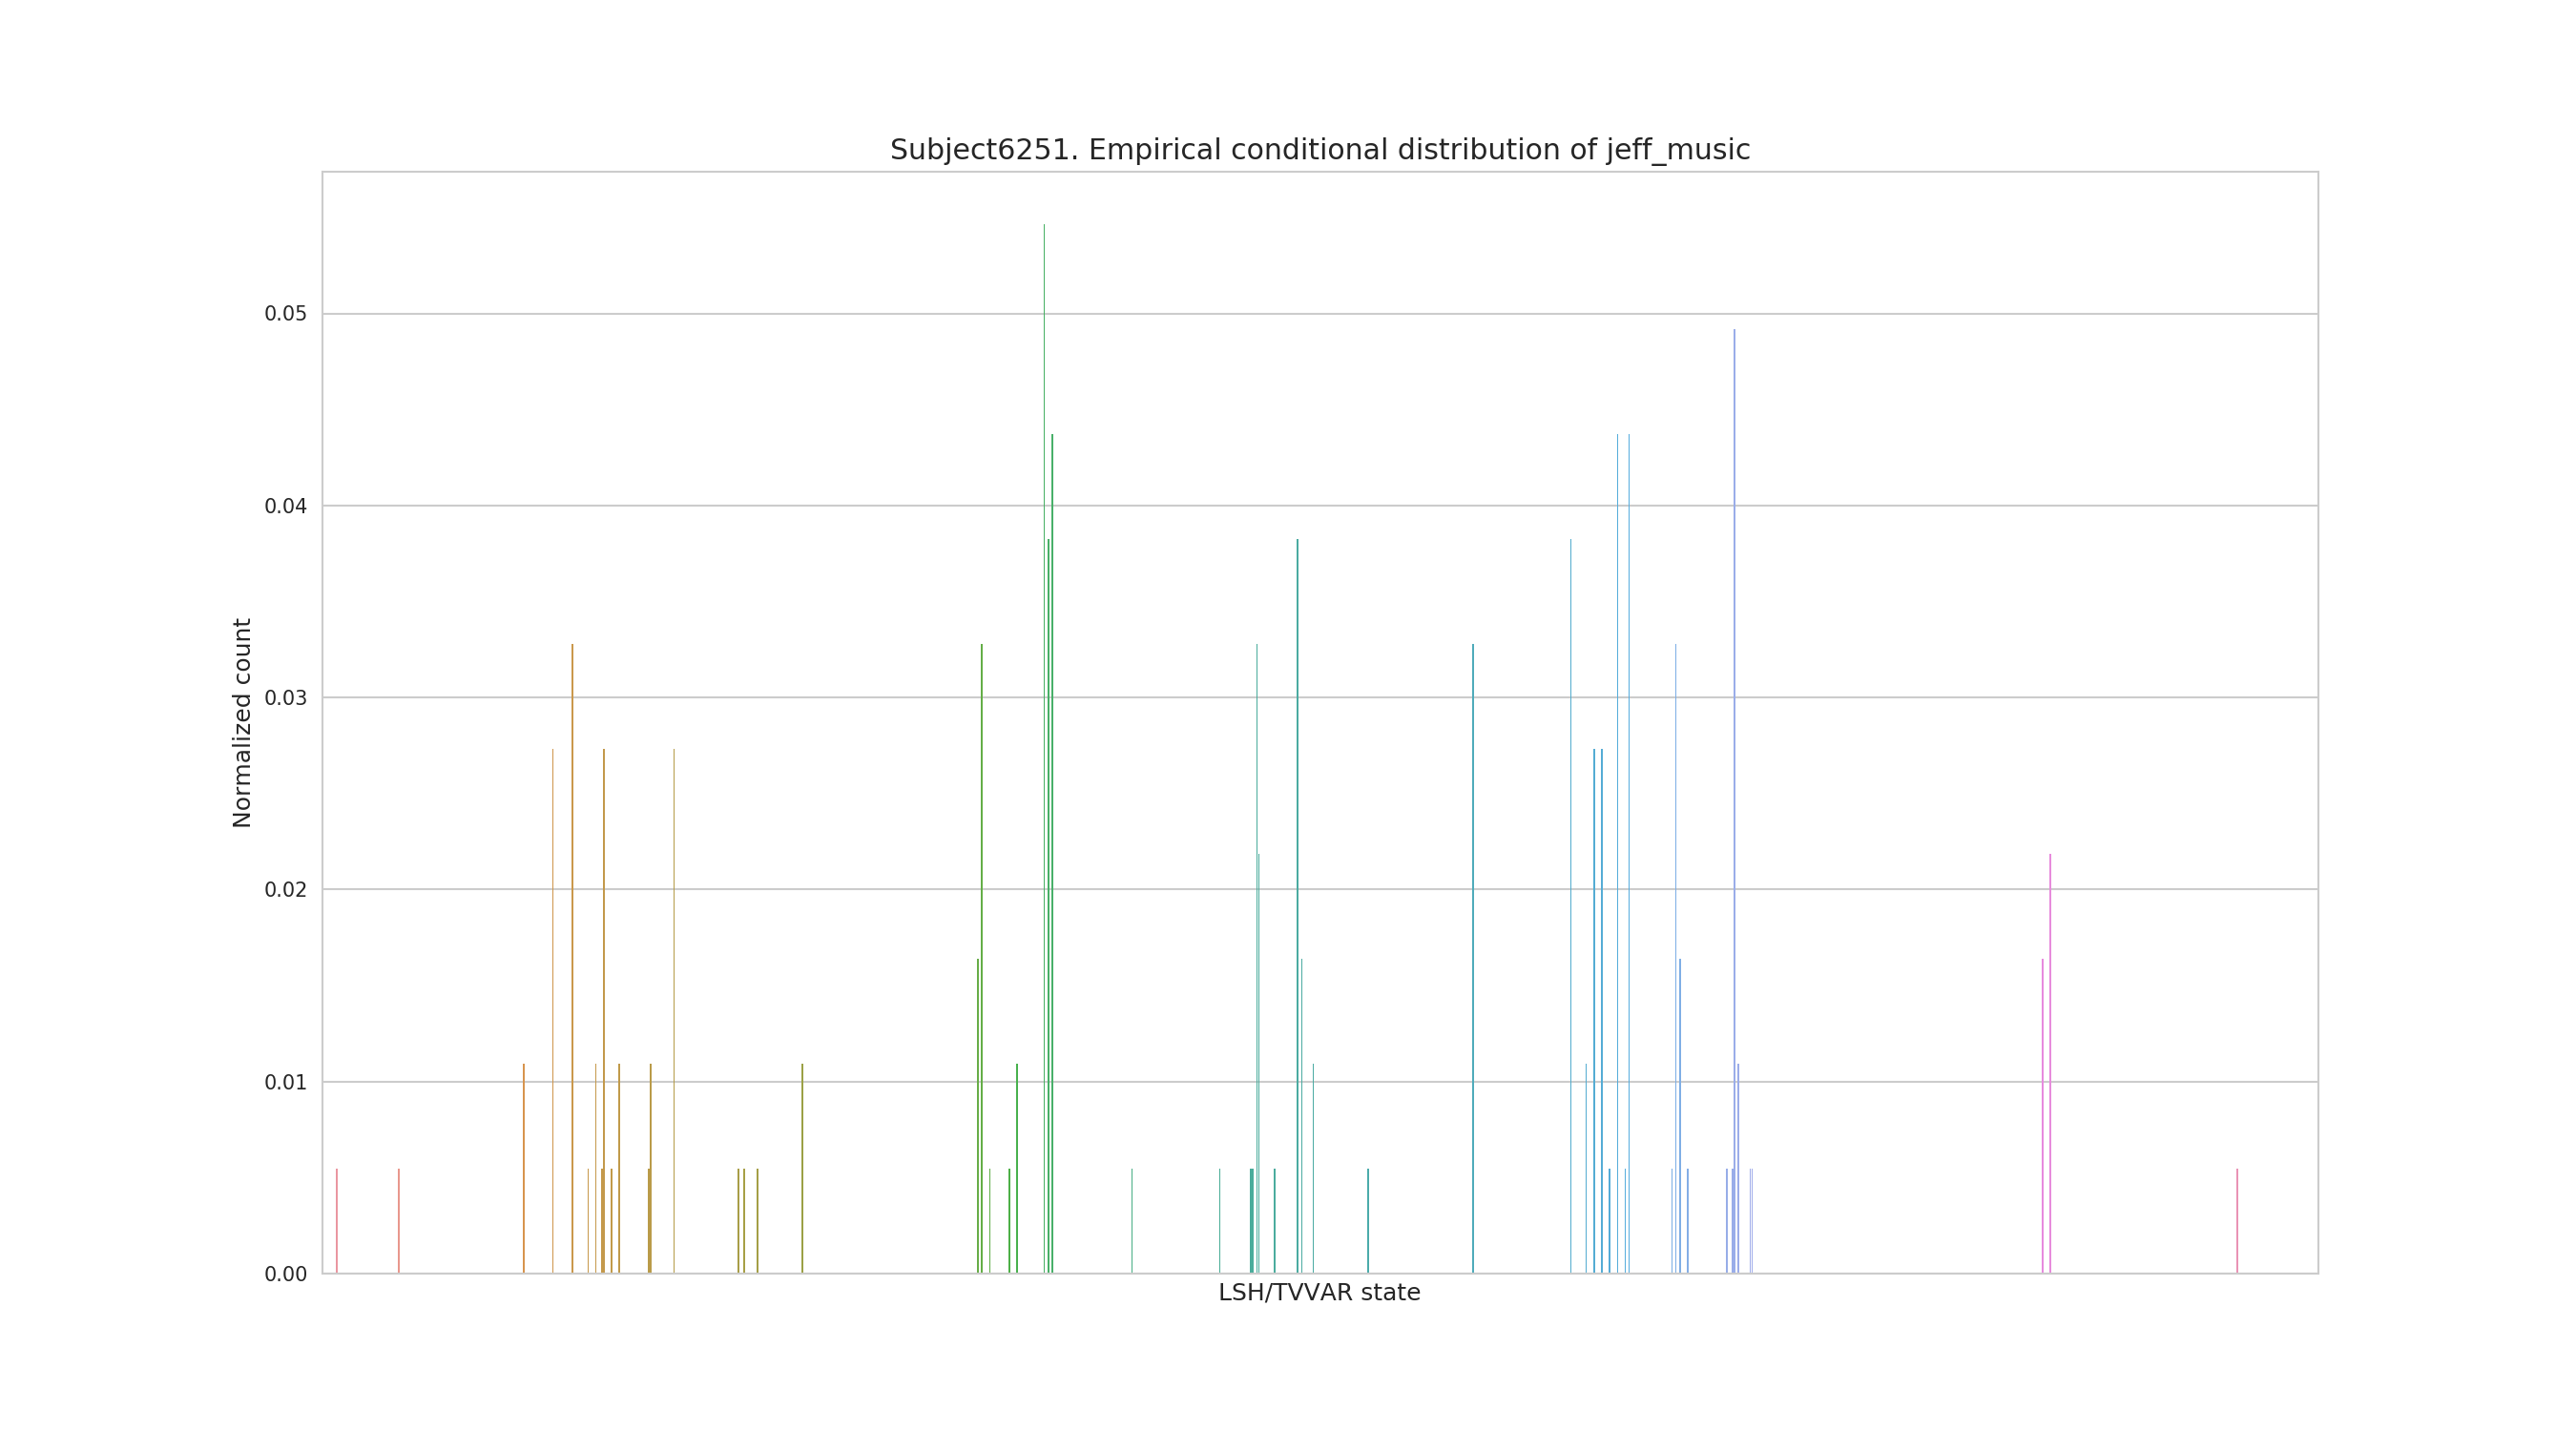 Subject6251. Empirical conditional distribution of jeff_music
0.05
0.04
0.03
0.02
0.01
0.00
Normalized count
LSH/TVVAR state